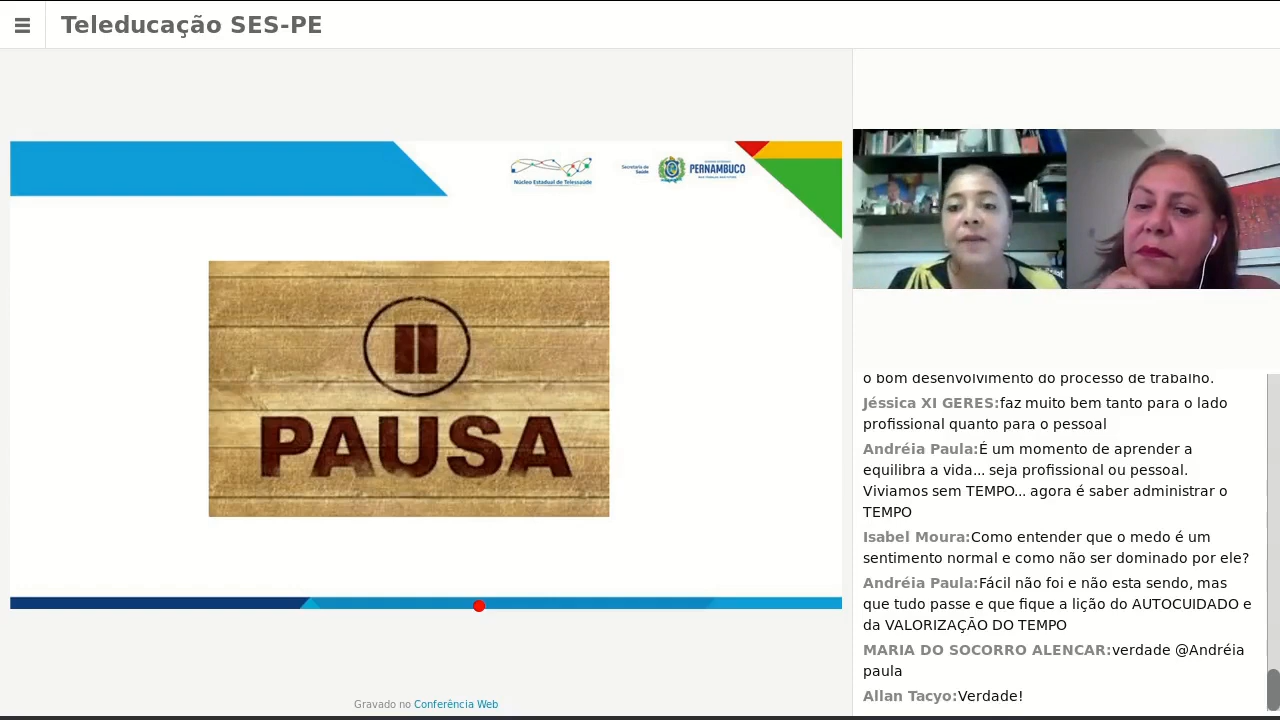 Teleducação SES-PE
Núcleo Estadual de Telessaúde
Secretaria de
Saúde
PERNAMBUCO
PAUSA
Gravado no Conferência Web
o bom desenvolvimento do processo de trabalho.
Jéssica XI GERES:faz muito bem tanto para o lado
profissional quanto para o pessoal
Andréia Paula:É um momento de aprender a
equilibra a vida... seja profissional ou pessoal.
Viviamos sem TEMPO... agora é saber administrar o
TEMPO
Isabel Moura:Como entender que o medo é um
sentimento normal e como não ser dominado por ele?
Andréia Paula:Fácil não foi e não esta sendo, mas
que tudo passe e que fique a lição do AUTOCUIDADO e
da VALORIZAÇÃO DO TEMPO
MARIA DO SOCORRO ALENCAR:verdade @Andréia
paula
Allan Tacyo:Verdade!